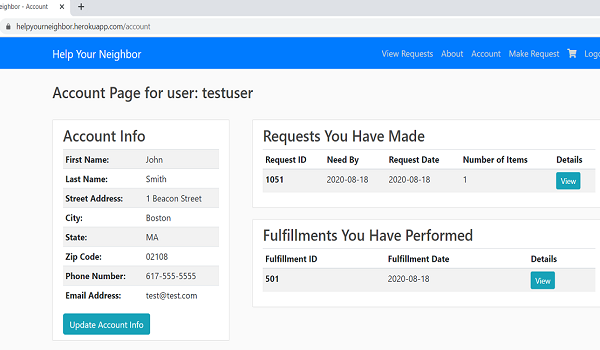 eighbor - Account
helpyourneighbor.herokuapp.com/account
Help Your Neighbor View Requests About Account Make Request Logo
Account Page for user: testuser
Account Info
First Name: John
Last Name: Smith
Street Address: 1 Beacon Street
City: Boston
State: MA
Zip Code: 02108
Phone Number: 617-555-5555
Email Address: test@test.com
Update Account Info
Requests You Have Made
Request ID Need By Request Date Number of Items Details
1051 2020-08-18 2020-08-18 1 View
Fulfillments You Have Performed
Fulfillment ID Fulfillment Date Details
501 2020-08-18 View